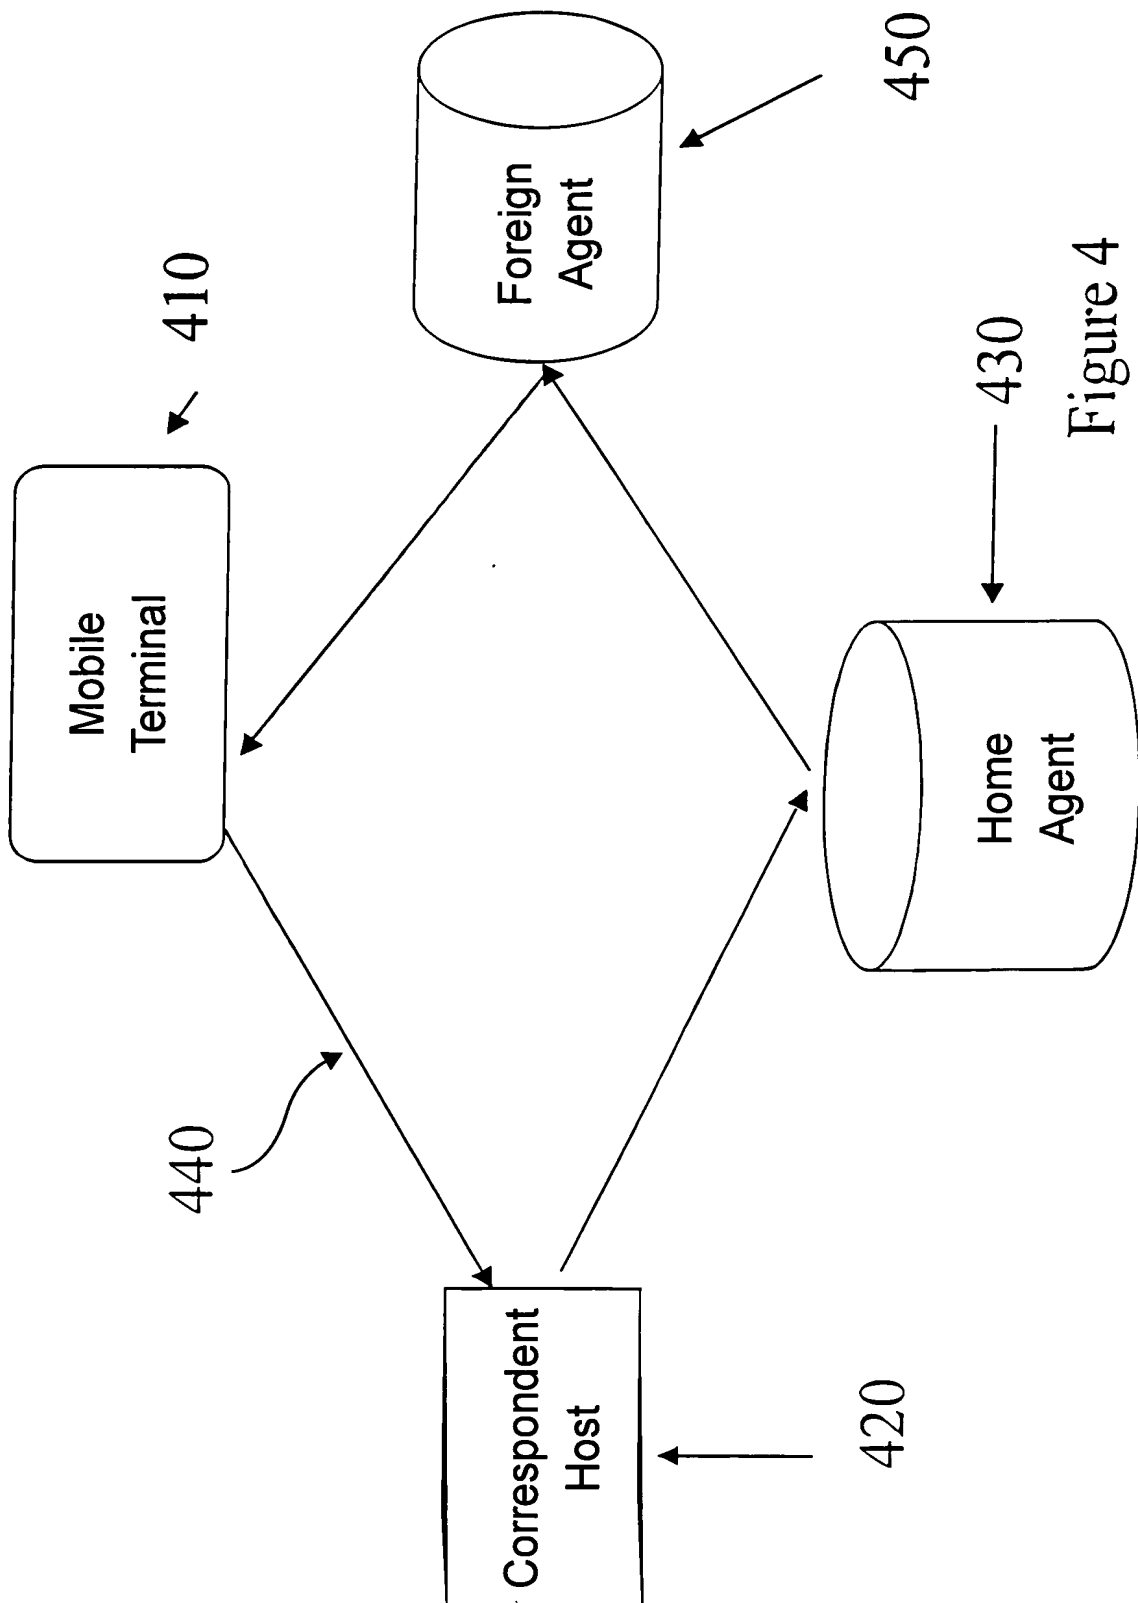 Mobile
Terminal
410
440
Correspondent
Host
420
Foreign
Agent
450
Home
Agent
430
Figure 4